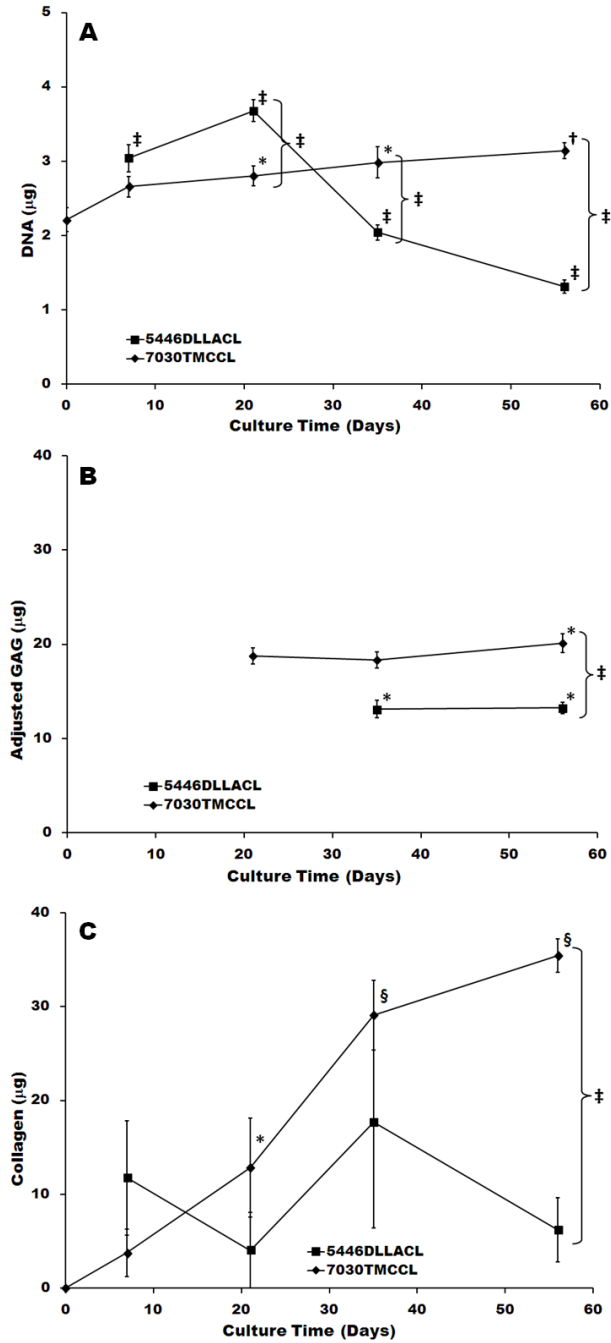 A
5
4
3
2
1
0
DNA (µg)
‡
‡
‡
*
*
‡
‡
†
‡
‡
5446DLLACL
7030TMCCL
0 10 20 30 40 50 60
Culture Time (Days)
B
40
30
20
10
0
Adjusted GAG (µg)
*
*
*
‡
5446DLLACL
7030TMCCL
0 10 20 30 40 50 60
Culture Time (Days)
C
40
30
20
10
0
Collagen (µg)
*
§
§
‡
5446DLLACL
7030TMCCL
0 10 20 30 40 50 60
Culture Time (Days)